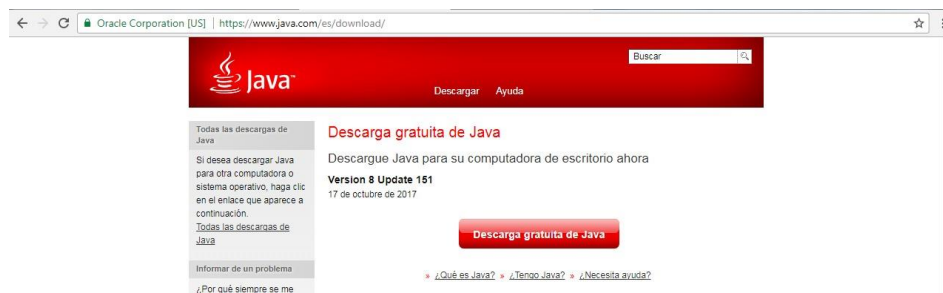 Oracle Corporation [US] | https://www.java.com/es/download/
Buscar
Java™
Descargar Ayuda
Todas las descargas de
Java
Si desea descargar Java
para otra computadora o
sistema operativo, haga clic
en el enlace que aparece a
continuación.
Todas las descargas de
Java
Informar de un problema
¿Por qué siempre se me
Descarga gratuita de Java
Descargue Java para su computadora de escritorio ahora
Version 8 Update 151
17 de octubre de 2017
Descarga gratuita de Java
» ¿Qué es Java? » ¿Tengo Java? » ¿Necesita ayuda?